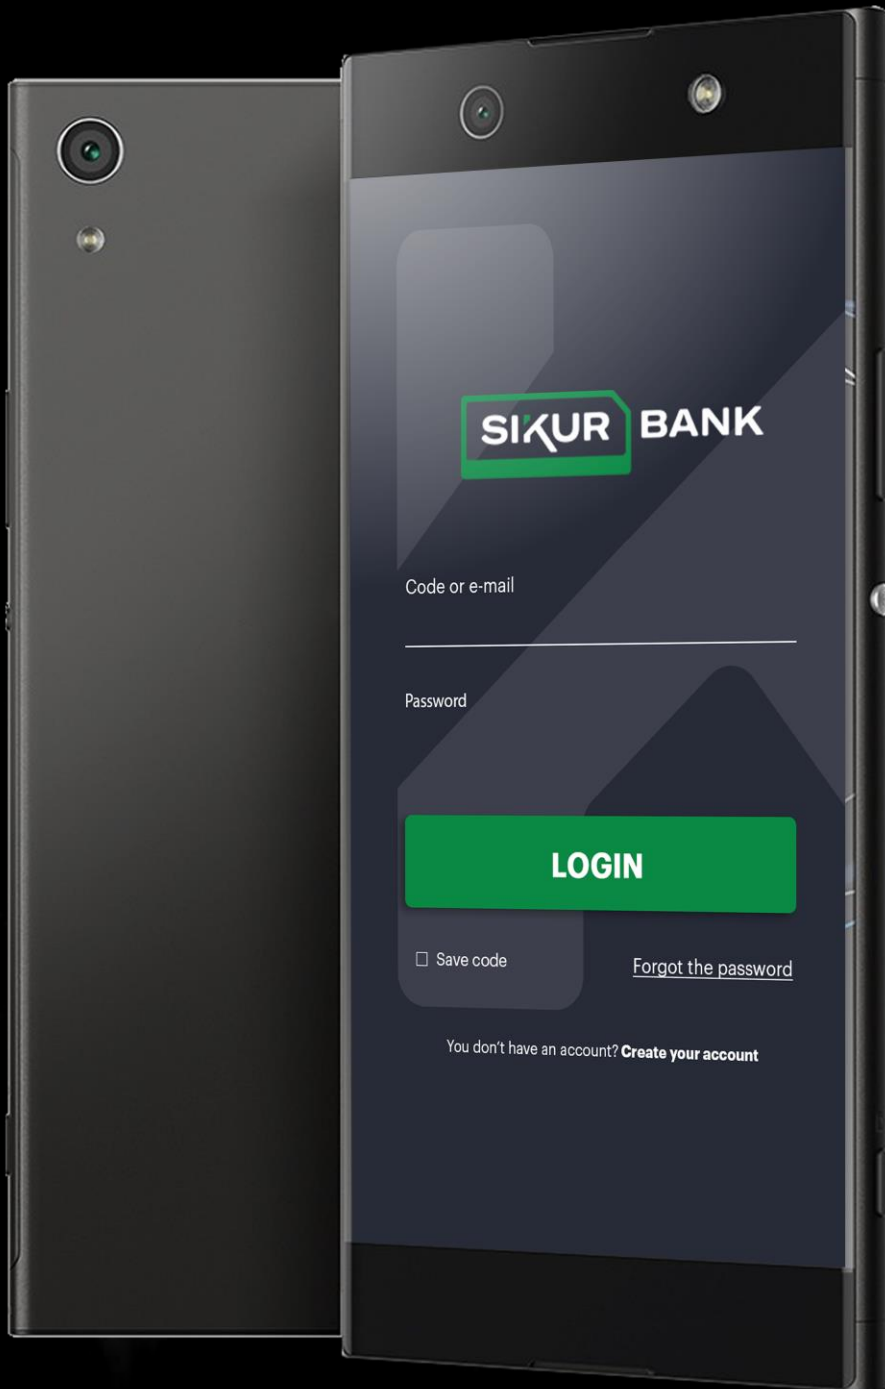 SIKUR BANK
Code or e-mail
Password
LOGIN
Save code
Forgot the password
You don't have an account? Create your account